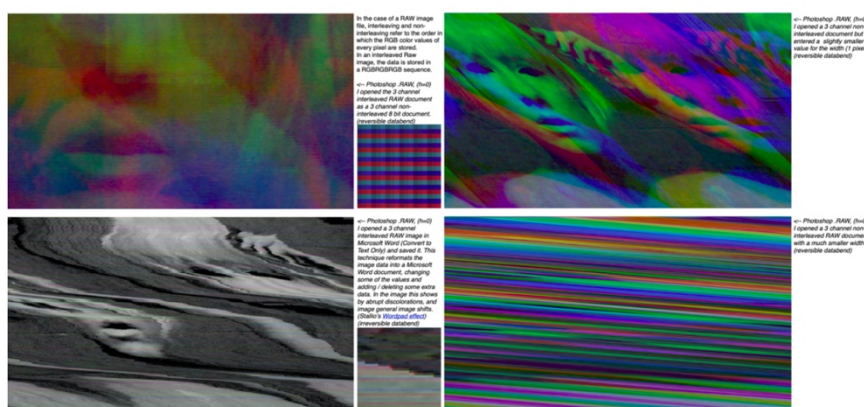 In the case of a RAW image
file, interleaving and non-
interleaving refer to the order in
which the RGB color values of
every pixel are stored.
In an interleaved Raw
image, the data is stored in
a RGBRGBRGB sequence.
<-- Photoshop .RAW, (h=0)
I opened the 3 channel
interleaved RAW document
as a 3 channel non-
interleaved 8 bit document.
(reversible databend)
<-- Photoshop .RAW, (h=0)
I opened a 3 channel non-
interleaved document but
entered a slightly smaller
value for the width (1 pixel
(reversible databend)
<-- Photoshop .RAW, (h=0)
I opened a 3 channel
interleaved RAW image in
Microsoft Word (Convert to
Text Only) and saved it. This
technique reformats the
image data into a Microsoft
Word document, changing
some of the values and
adding / deleting some extra
data. In the image this shows
by abrupt discolorations, and
image general image shifts.
(Stallio's Wordpad effect)
(irreversible databend)
<-- Photoshop .RAW, (h=0)
I opened a 3 channel non-
interleaved RAW document
with a much smaller width
(reversible databend)